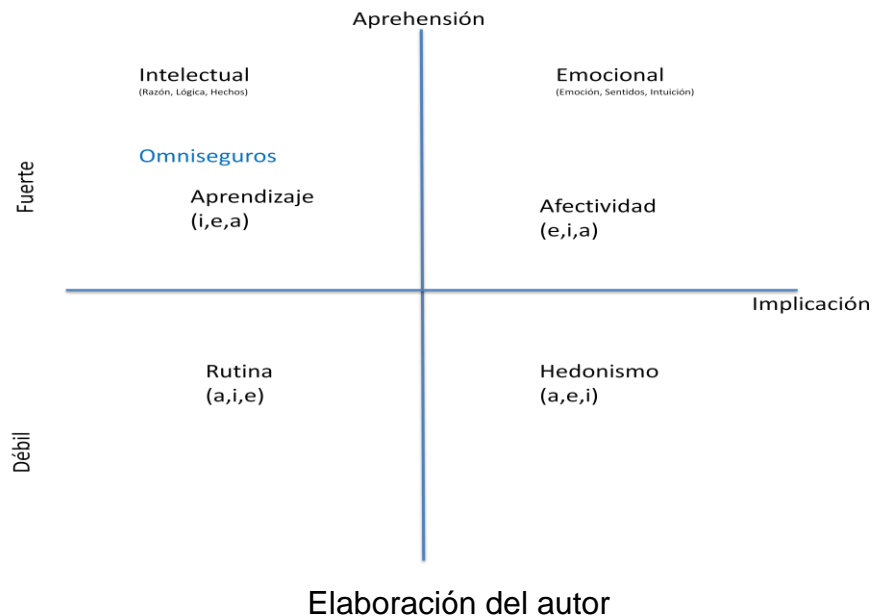 Aprehensión
Intelectual
(Razón, Lógica, Hechos)
Emocional
(Emoción, Sentidos, Intuición)
Omniseguros
Fuerte
Aprendizaje
(i,e,a)
Afectividad
(e,i,a)
Implicación
Rutina
(a,i,e)
Hedonismo
(a,e,i)
Débil
Elaboración del autor